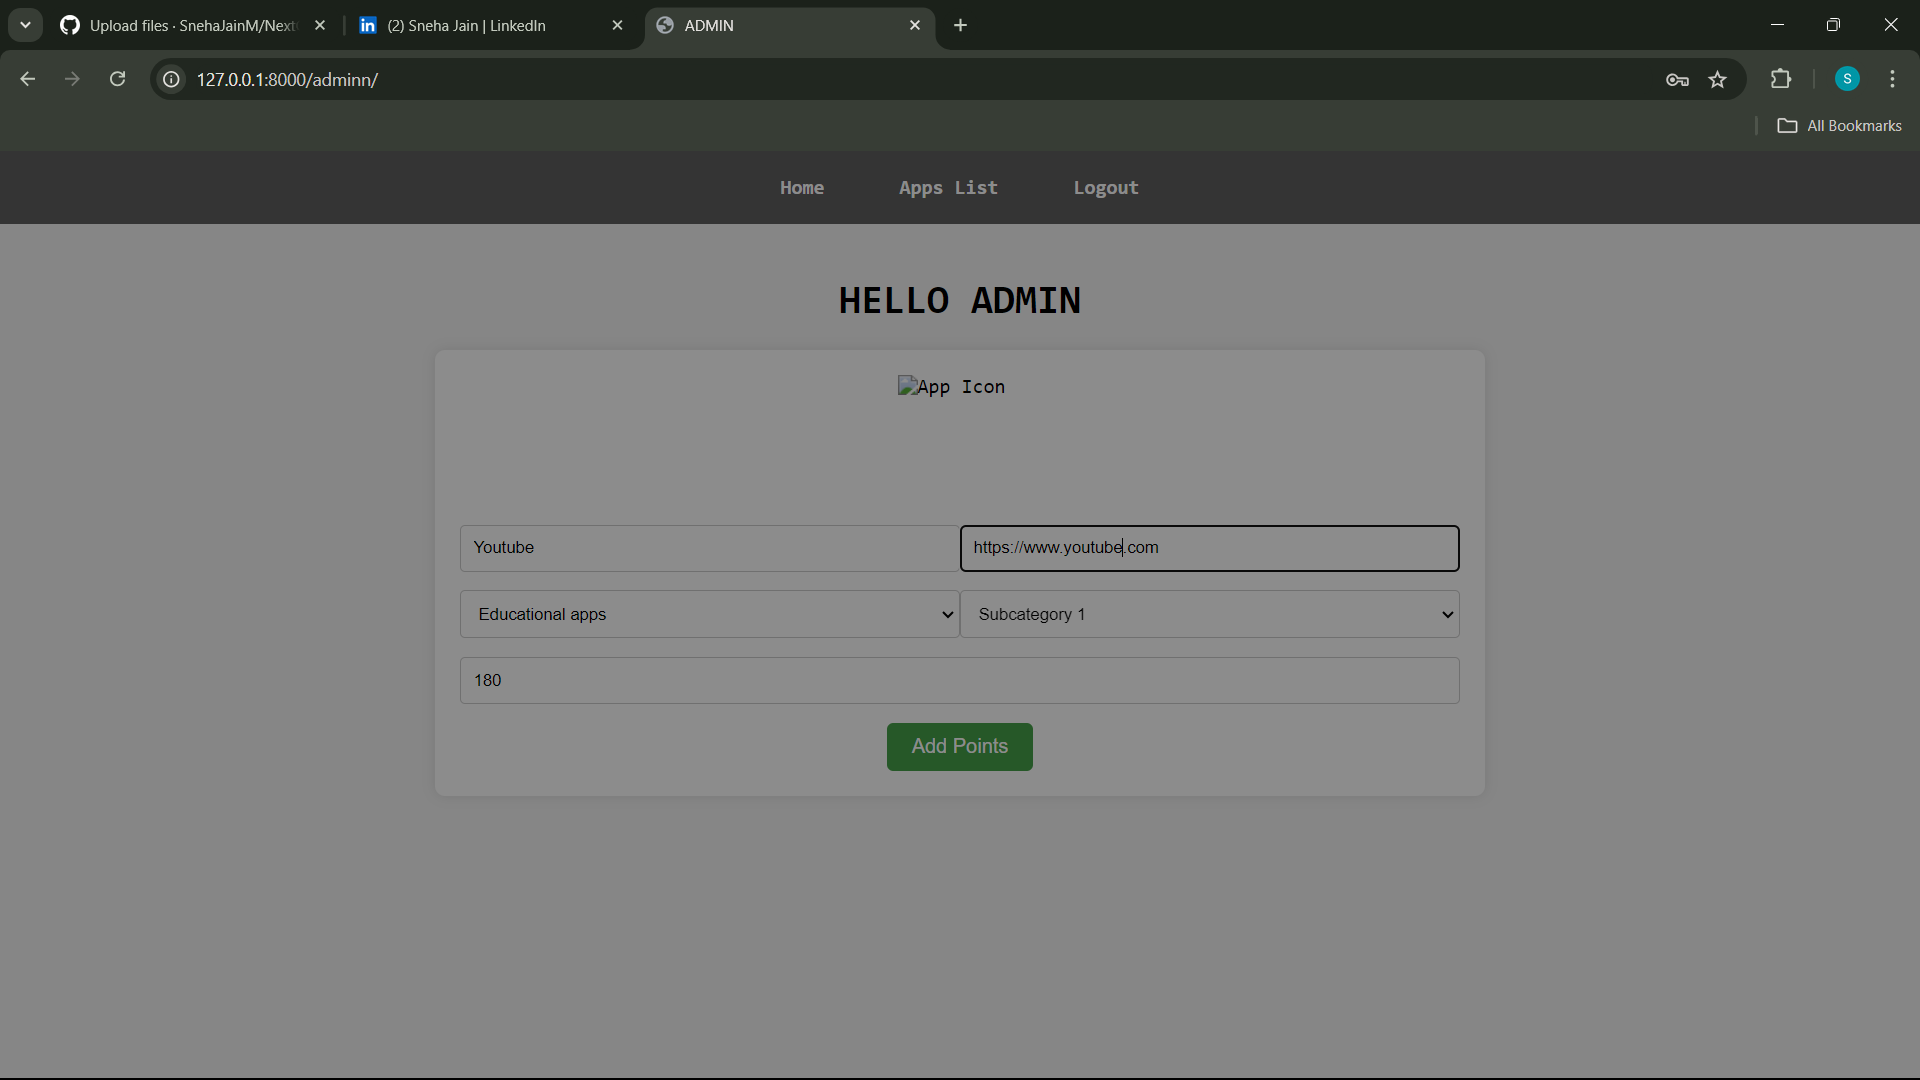 Upload files · SnehaJainM/Next
(2) Sneha Jain | LinkedIn
ADMIN
127.0.0.1:8000/adminn/
S
All Bookmarks
Home
Apps List
Logout
HELLO ADMIN
App Icon
Youtube
https://www.youtube.com
Educational apps
Subcategory 1
180
Add Points